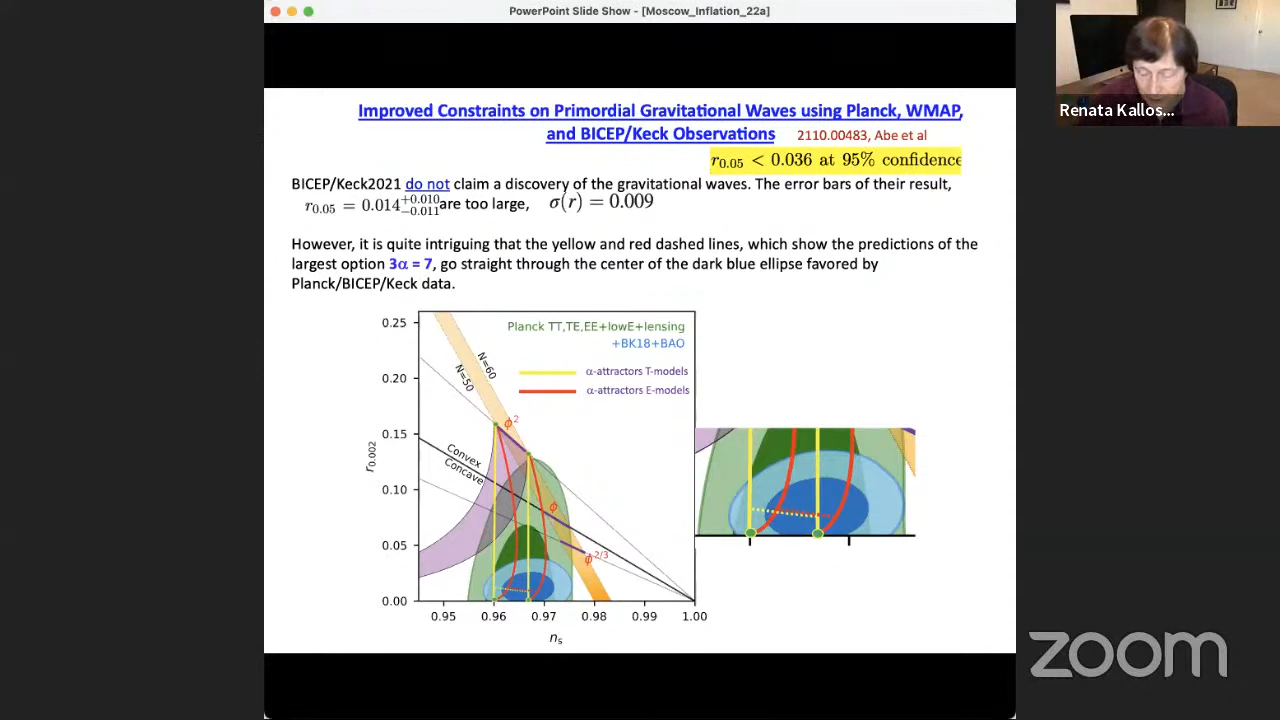 PowerPoint Slide Show - [Moscow_Inflation_22a]
Renata Kallos...
Improved Constraints on Primordial Gravitational Waves using Planck, WMAP,
and BICEP/Keck Observations 2110.00483, Abe et al
r₀.₀₅ < 0.036 at 95% confidence
BICEP/Keck2021 do not claim a discovery of the gravitational waves. The error bars of their result,
r₀.₀₅ = 0.014 +0.010 −0.011 are too large, σ(r) = 0.009
However, it is quite intriguing that the yellow and red dashed lines, which show the predictions of the
largest option 3α = 7, go straight through the center of the dark blue ellipse favored by
Planck/BICEP/Keck data.
Planck TT,TE,EE+lowE+lensing
+BK18+BAO
α-attractors T-models
α-attractors E-models
N=60
N=50
ϕ²
Convex
Concave
ϕ
ϕ^2/3
0.25
0.20
0.15
0.10
0.05
0.00
r₀.₀₀₂
0.95 0.96 0.97 0.98 0.99 1.00
nₛ
zoom